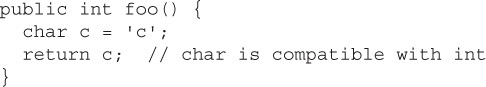 public int foo() {
  char c = 'c';
  return c;  // char is compatible with int
}